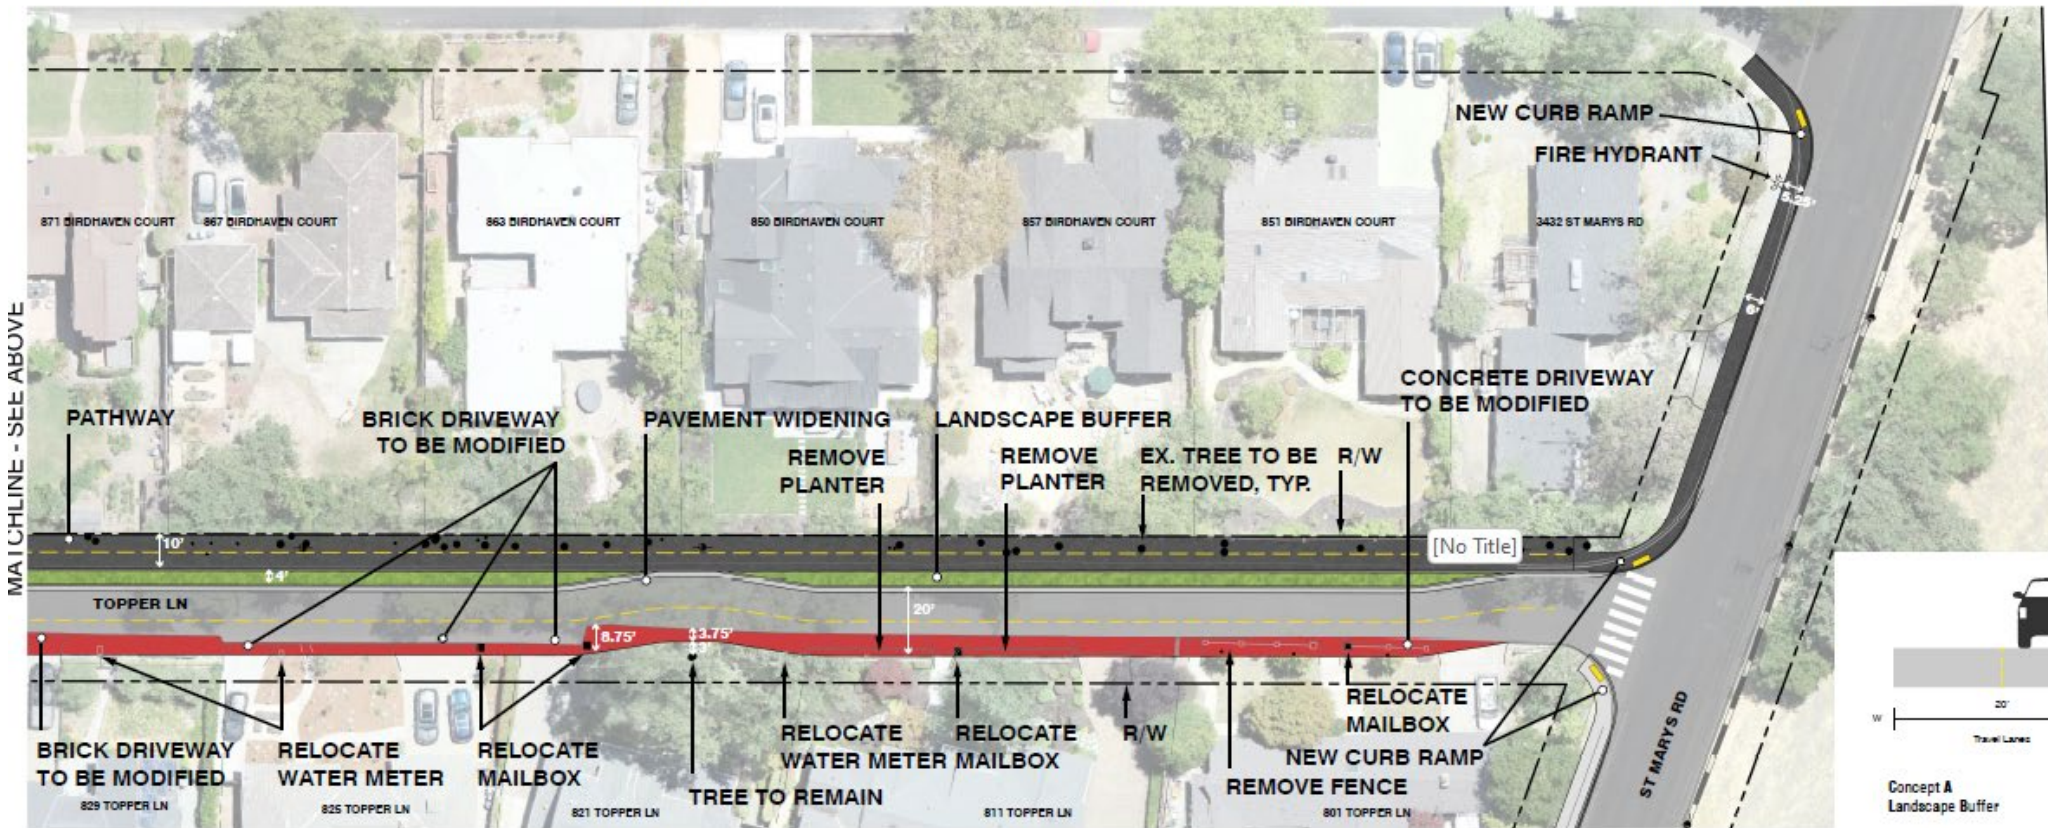 MATCHLINE - SEE ABOVE
NEW CURB RAMP
FIRE HYDRANT
5.25'
6'
871 BIRDHAVEN COURT
867 BIRDHAVEN COURT
863 BIRDHAVEN COURT
850 BIRDHAVEN COURT
857 BIRDHAVEN COURT
851 BIRDHAVEN COURT
3432 ST MARYS RD
PATHWAY
BRICK DRIVEWAY
TO BE MODIFIED
PAVEMENT WIDENING
LANDSCAPE BUFFER
CONCRETE DRIVEWAY
TO BE MODIFIED
REMOVE
PLANTER
REMOVE
PLANTER
EX. TREE TO BE
REMOVED, TYP.
R/W
[No Title]
10'
4'
TOPPER LN
20'
8.75'
3.75'
3'
BRICK DRIVEWAY
TO BE MODIFIED
RELOCATE
WATER METER
RELOCATE
MAILBOX
TREE TO REMAIN
RELOCATE
WATER METER
RELOCATE
MAILBOX
R/W
REMOVE FENCE
RELOCATE
MAILBOX
NEW CURB RAMP
ST MARYS RD
829 TOPPER LN
825 TOPPER LN
821 TOPPER LN
811 TOPPER LN
801 TOPPER LN
W
20'
Travel Lanes
Concept A
Landscape Buffer